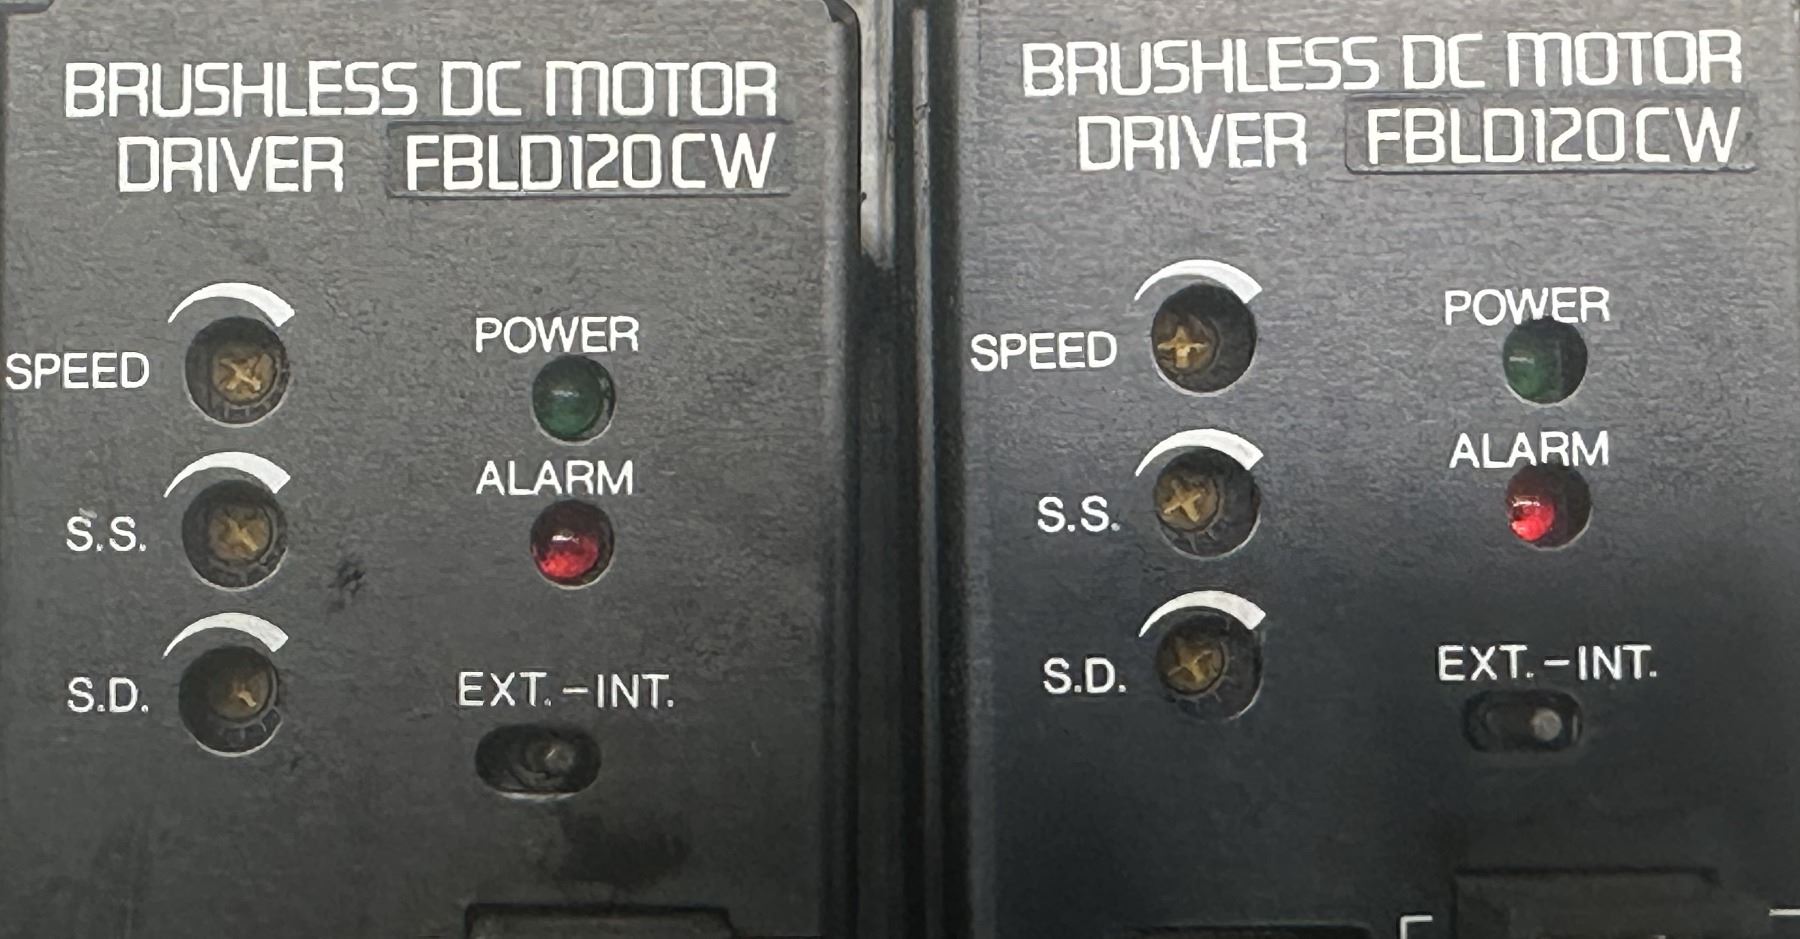 BRUSHLESS DC MOTOR
DRIVER FBLD120CW
SPEED
POWER
S.S.
ALARM
S.D.
EXT.-INT.
BRUSHLESS DC MOTOR
DRIVER FBLD120CW
SPEED
POWER
S.S.
ALARM
S.D.
EXT.-INT.